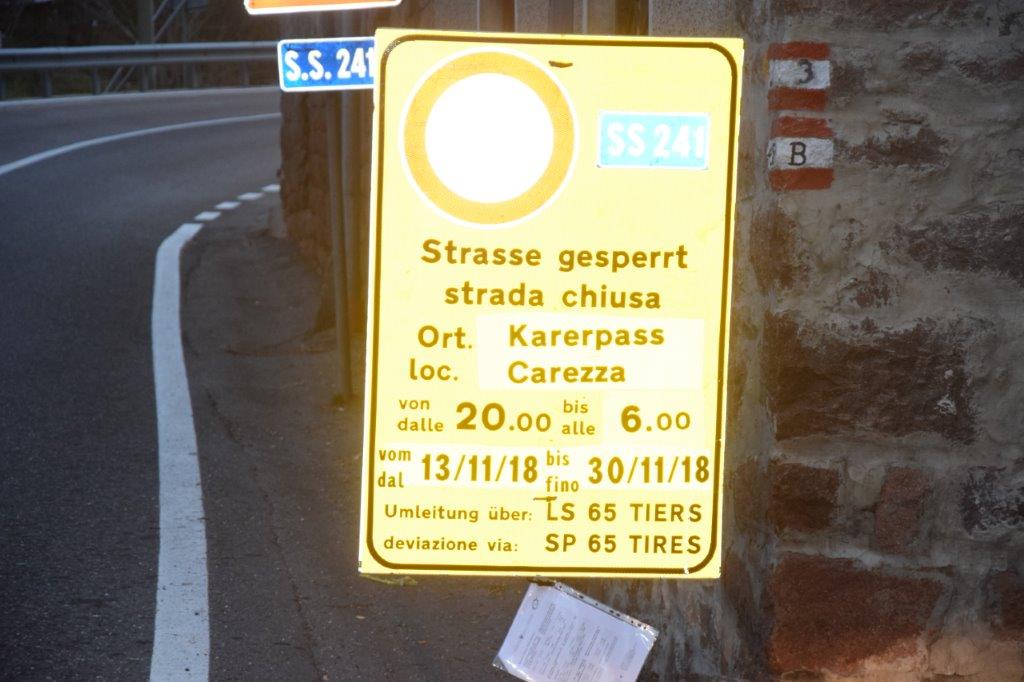 S.S. 241
SS 241
3
B
Strasse gesperrt
strada chiusa
Ort. Karerpass
loc. Carezza
von dalle 20.00 bis alle 6.00
vom dal 13/11/18 bis fino 30/11/18
Umleitung über: LS 65 TIERS
deviazione via: SP 65 TIRES